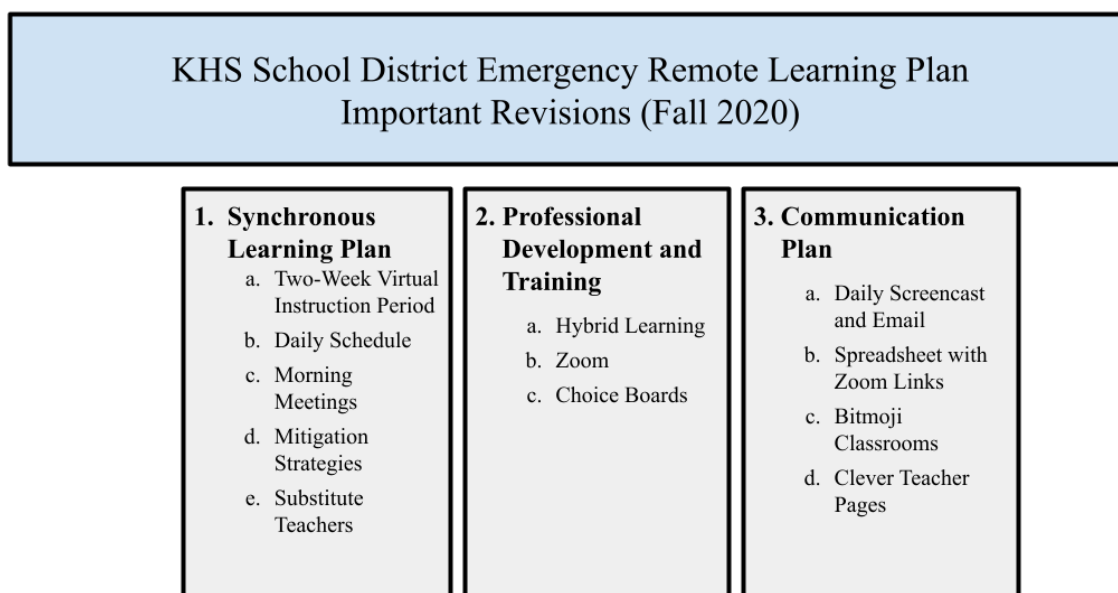 KHS School District Emergency Remote Learning Plan
Important Revisions (Fall 2020)
1. Synchronous
Learning Plan
a. Two-Week Virtual
Instruction Period
b. Daily Schedule
c. Morning
Meetings
d. Mitigation
Strategies
e. Substitute
Teachers
2. Professional
Development and
Training
a. Hybrid Learning
b. Zoom
c. Choice Boards
3. Communication
Plan
a. Daily Screencast
and Email
b. Spreadsheet with
Zoom Links
c. Bitmoji
Classrooms
d. Clever Teacher
Pages